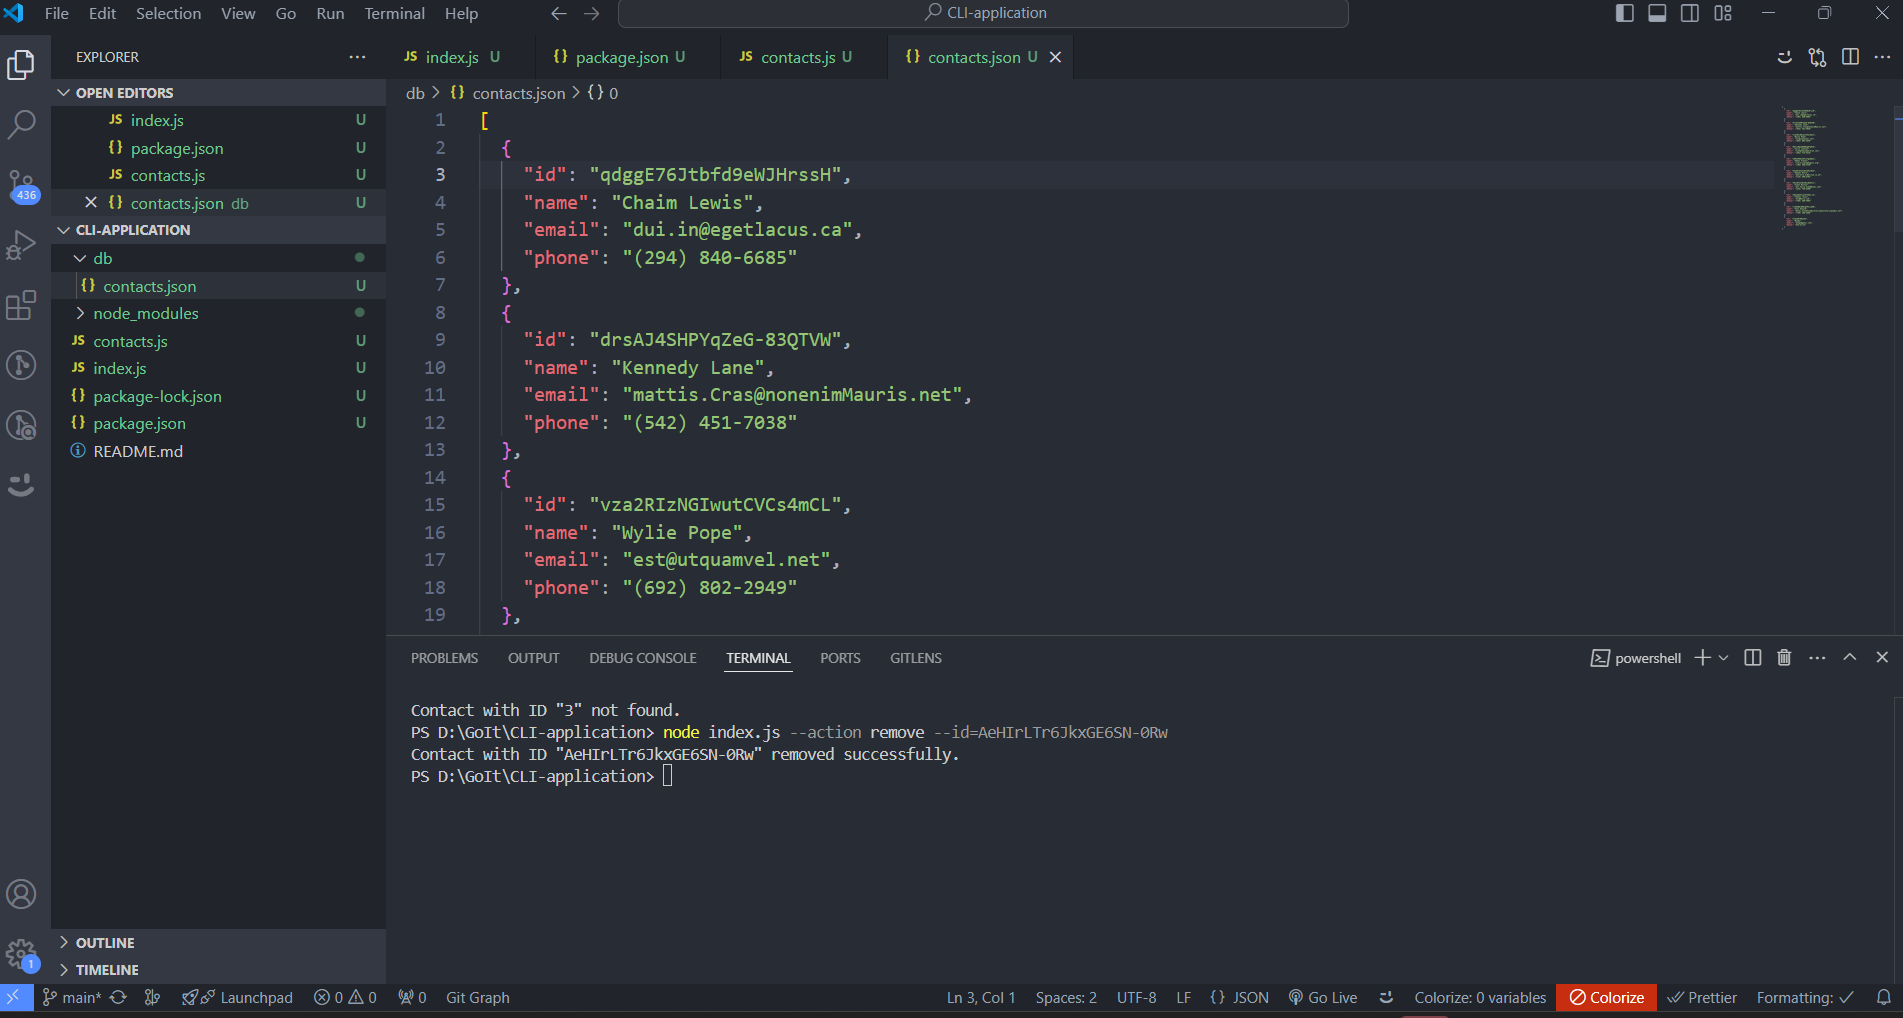 File Edit Selection View Go Run Terminal Help
CLI-application
EXPLORER
OPEN EDITORS
JS index.js U
{} package.json U
JS contacts.js U
{} contacts.json db U
CLI-APPLICATION
db
{} contacts.json U
node_modules
JS contacts.js U
JS index.js U
{} package-lock.json U
{} package.json U
README.md
436
1
OUTLINE
TIMELINE
JS index.js U {} package.json U JS contacts.js U {} contacts.json U
db > {} contacts.json > {} 0
1 [
2 {
3 "id": "qdggE76Jtbfd9eWJHrssH",
4 "name": "Chaim Lewis",
5 "email": "dui.in@egetlacus.ca",
6 "phone": "(294) 840-6685"
7 },
8 {
9 "id": "drsAJ4SHPYqZeG-83QTVW",
10 "name": "Kennedy Lane",
11 "email": "mattis.Cras@nonenimMauris.net",
12 "phone": "(542) 451-7038"
13 },
14 {
15 "id": "vza2RIzNGIwutCVCs4mCL",
16 "name": "Wylie Pope",
17 "email": "est@utquamvel.net",
18 "phone": "(692) 802-2949"
19 },
PROBLEMS OUTPUT DEBUG CONSOLE TERMINAL PORTS GITLENS
powershell
Contact with ID "3" not found.
PS D:\GoIt\CLI-application> node index.js --action remove --id=AeHIrLTr6JkxGE6SN-0Rw
Contact with ID "AeHIrLTr6JkxGE6SN-0Rw" removed successfully.
PS D:\GoIt\CLI-application>
main* Launchpad 0 0 0 Git Graph
Ln 3, Col 1 Spaces: 2 UTF-8 LF {} JSON Go Live Colorize: 0 variables Colorize Prettier Formatting: